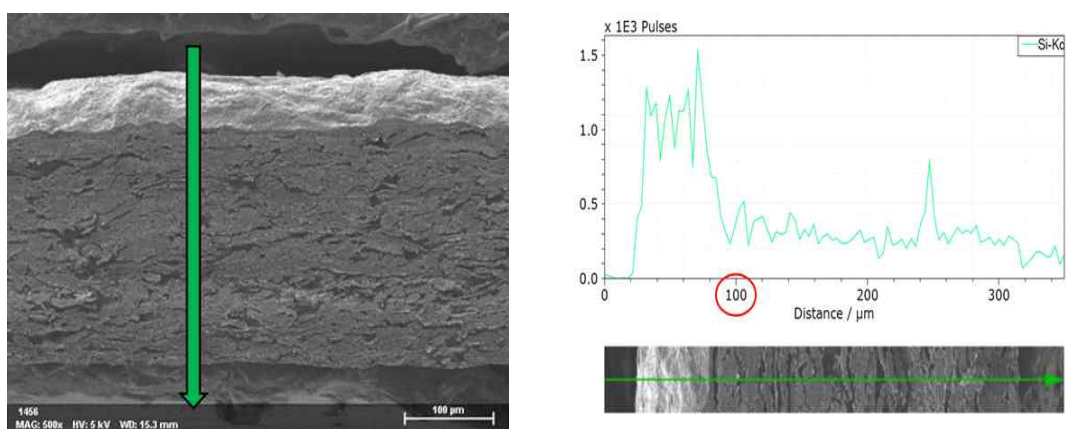 1456
MAG: 500x HV: 5 kV WD: 15.3 mm
100 µm
x 1E3 Pulses
Si-Kα
1.5
1.0
0.5
0.0
0 100 200 300
Distance / µm